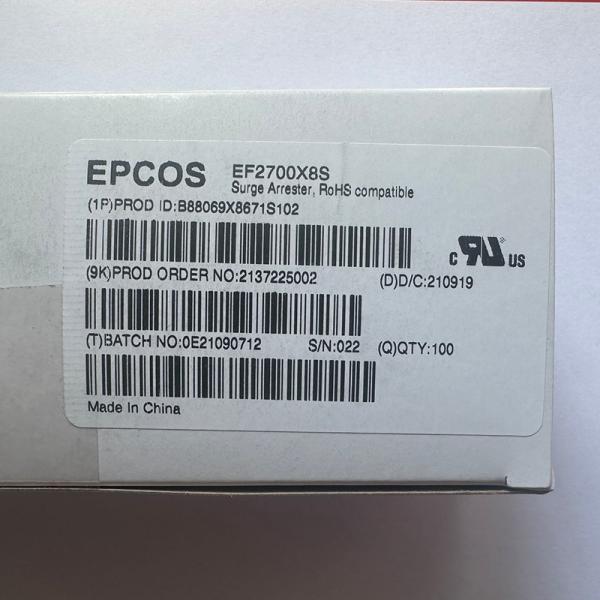 EPCOS EF2700X8S
Surge Arrester, RoHS compatible
(1P)PROD ID:B88069X8671S102
c RU US
(9K)PROD ORDER NO:2137225002 (D)D/C:210919
(T)BATCH NO:0E21090712 S/N:022 (Q)QTY:100
Made In China